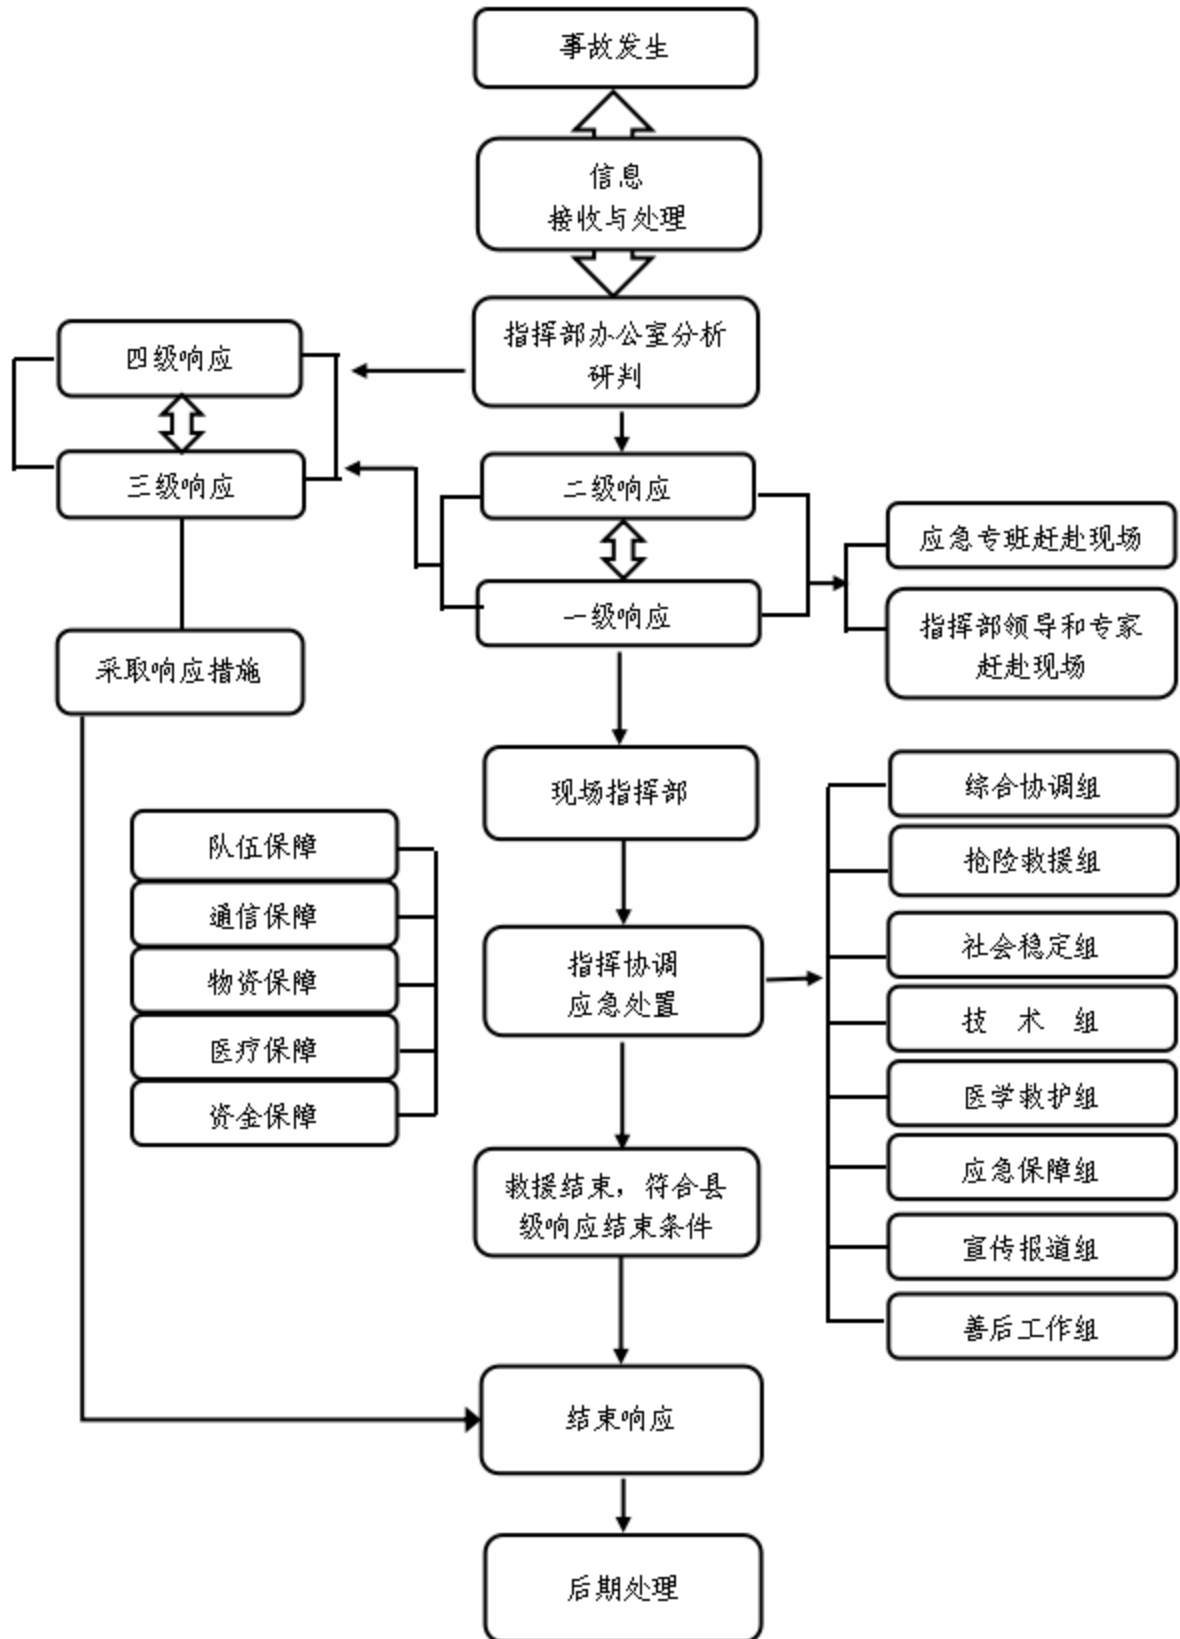 事故发生
信息
接收与处理
指挥部办公室分析
研判
四级响应
三级响应
二级响应
一级响应
应急专班赶赴现场
指挥部领导和专家
赶赴现场
采取响应措施
现场指挥部
队伍保障
通信保障
物资保障
医疗保障
资金保障
指挥协调
应急处置
综合协调组
抢险救援组
社会稳定组
技 术 组
医学救护组
应急保障组
宣传报道组
善后工作组
救援结束，符合县
级响应结束条件
结束响应
后期处理